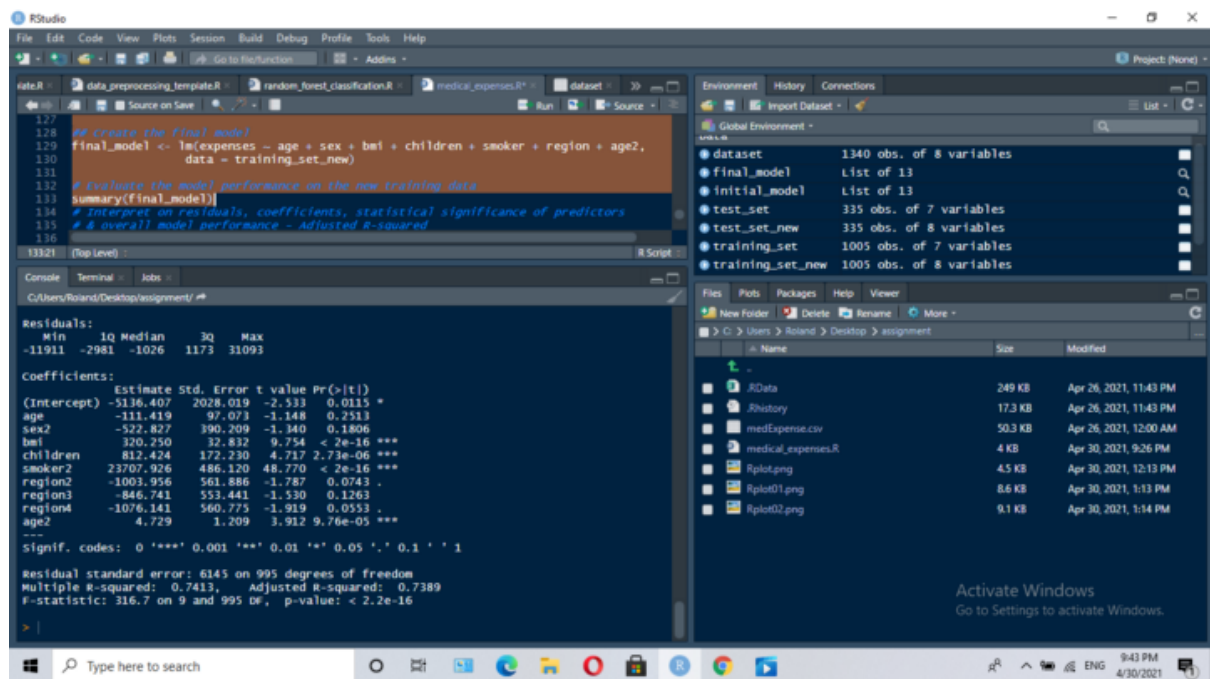 RStudio
File Edit Code View Plots Session Build Debug Profile Tools Help
Go to file/function Addins Project: (None)
data_preprocessing_template.R random_forest_classification.R medical_expenses.R* dataset
Source on Save Run Source
127
128 ## create the final model
129 final_model <- lm(expenses ~ age + sex + bmi + children + smoker + region + age2,
130 data = training_set_new)
131
132 # Evaluate the model performance on the new training data
133 summary(final_model)
134 # Interpret on residuals, coefficients, statistical significance of predictors
135 # & overall model performance - Adjusted R-squared
136
133:21 (Top Level) R Script
Console Terminal Jobs
C:/Users/Roland/Desktop/assignment/
Residuals:
Min 1Q Median 3Q Max
-11911 -2981 -1026 1173 31093
Coefficients:
Estimate Std. Error t value Pr(>|t|)
(Intercept) -5136.407 2028.019 -2.533 0.0115 *
age -111.419 97.073 -1.148 0.2513
sex2 -522.827 390.209 -1.340 0.1806
bmi 320.250 32.832 9.754 < 2e-16 ***
children 812.424 172.230 4.717 2.73e-06 ***
smoker2 23707.926 486.120 48.770 < 2e-16 ***
region2 -1003.956 561.886 -1.787 0.0743 .
region3 -846.741 553.441 -1.530 0.1263
region4 -1076.141 560.775 -1.919 0.0553 .
age2 4.729 1.209 3.912 9.76e-05 ***
---
Signif. codes: 0 '***' 0.001 '**' 0.01 '*' 0.05 '.' 0.1 ' ' 1
Residual standard error: 6145 on 995 degrees of freedom
Multiple R-squared: 0.7413, Adjusted R-squared: 0.7389
F-statistic: 316.7 on 9 and 995 DF, p-value: < 2.2e-16
>
Environment History Connections
Import Dataset List
Global Environment
Data
dataset 1340 obs. of 8 variables
final_model List of 13
initial_model List of 13
test_set 335 obs. of 7 variables
test_set_new 335 obs. of 8 variables
training_set 1005 obs. of 7 variables
training_set_new 1005 obs. of 8 variables
Files Plots Packages Help Viewer
New Folder Delete Rename More
C: > Users > Roland > Desktop > assignment
Name Size Modified
..
.RData 249 KB Apr 26, 2021, 11:43 PM
.Rhistory 17.3 KB Apr 26, 2021, 11:43 PM
medExpense.csv 50.3 KB Apr 26, 2021, 12:00 AM
medical_expenses.R 4 KB Apr 30, 2021, 9:26 PM
Rplot.png 4.5 KB Apr 30, 2021, 12:13 PM
Rplot01.png 8.6 KB Apr 30, 2021, 1:13 PM
Rplot02.png 9.1 KB Apr 30, 2021, 1:14 PM
Activate Windows
Go to Settings to activate Windows.
Type here to search
ENG 9:43 PM
4/30/2021